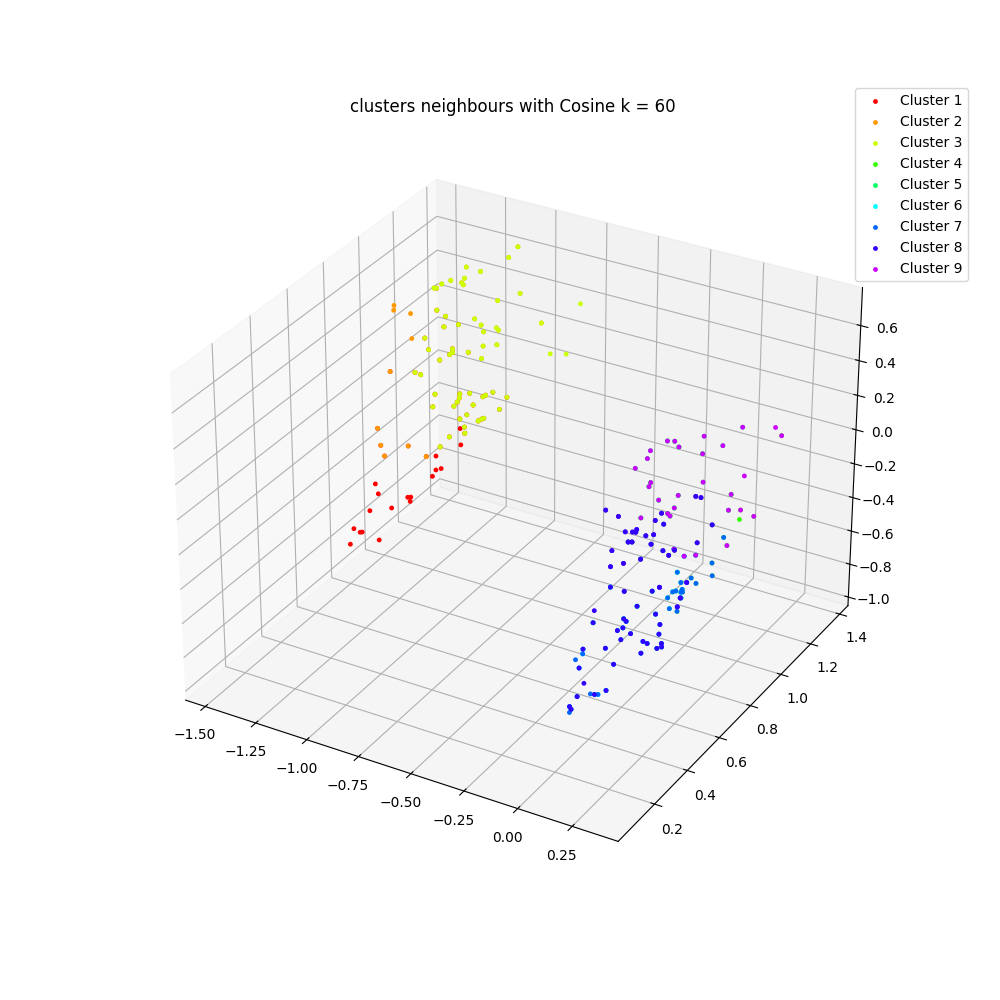 clusters neighbours with Cosine k = 60
Cluster 1
Cluster 2
Cluster 3
Cluster 4
Cluster 5
Cluster 6
Cluster 7
Cluster 8
Cluster 9
0.6
0.4
0.2
0.0
−0.2
−0.4
−0.6
−0.8
−1.0
1.4
1.2
1.0
0.8
0.6
0.4
0.2
−1.50
−1.25
−1.00
−0.75
−0.50
−0.25
0.00
0.25